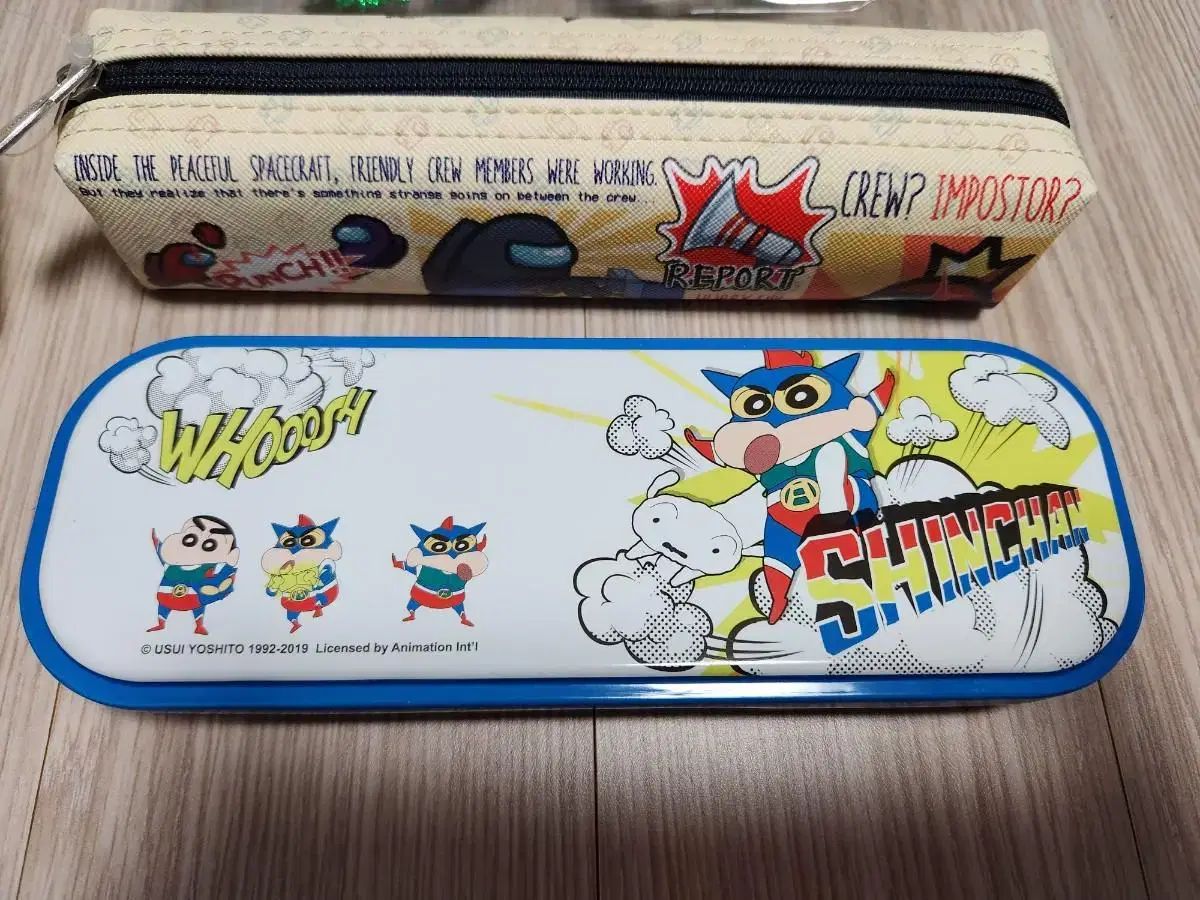 INSIDE THE PEACEFUL SPACECRAFT, FRIENDLY CREW MEMBERS WERE WORKING.
But they realize that there's something strange going on between the crew...
CREW? IMPOSTOR?
PUNCH!!
REPORT
WHOOOSH
SHINCHAN
© USUI YOSHITO 1992-2019 Licensed by Animation Int'l